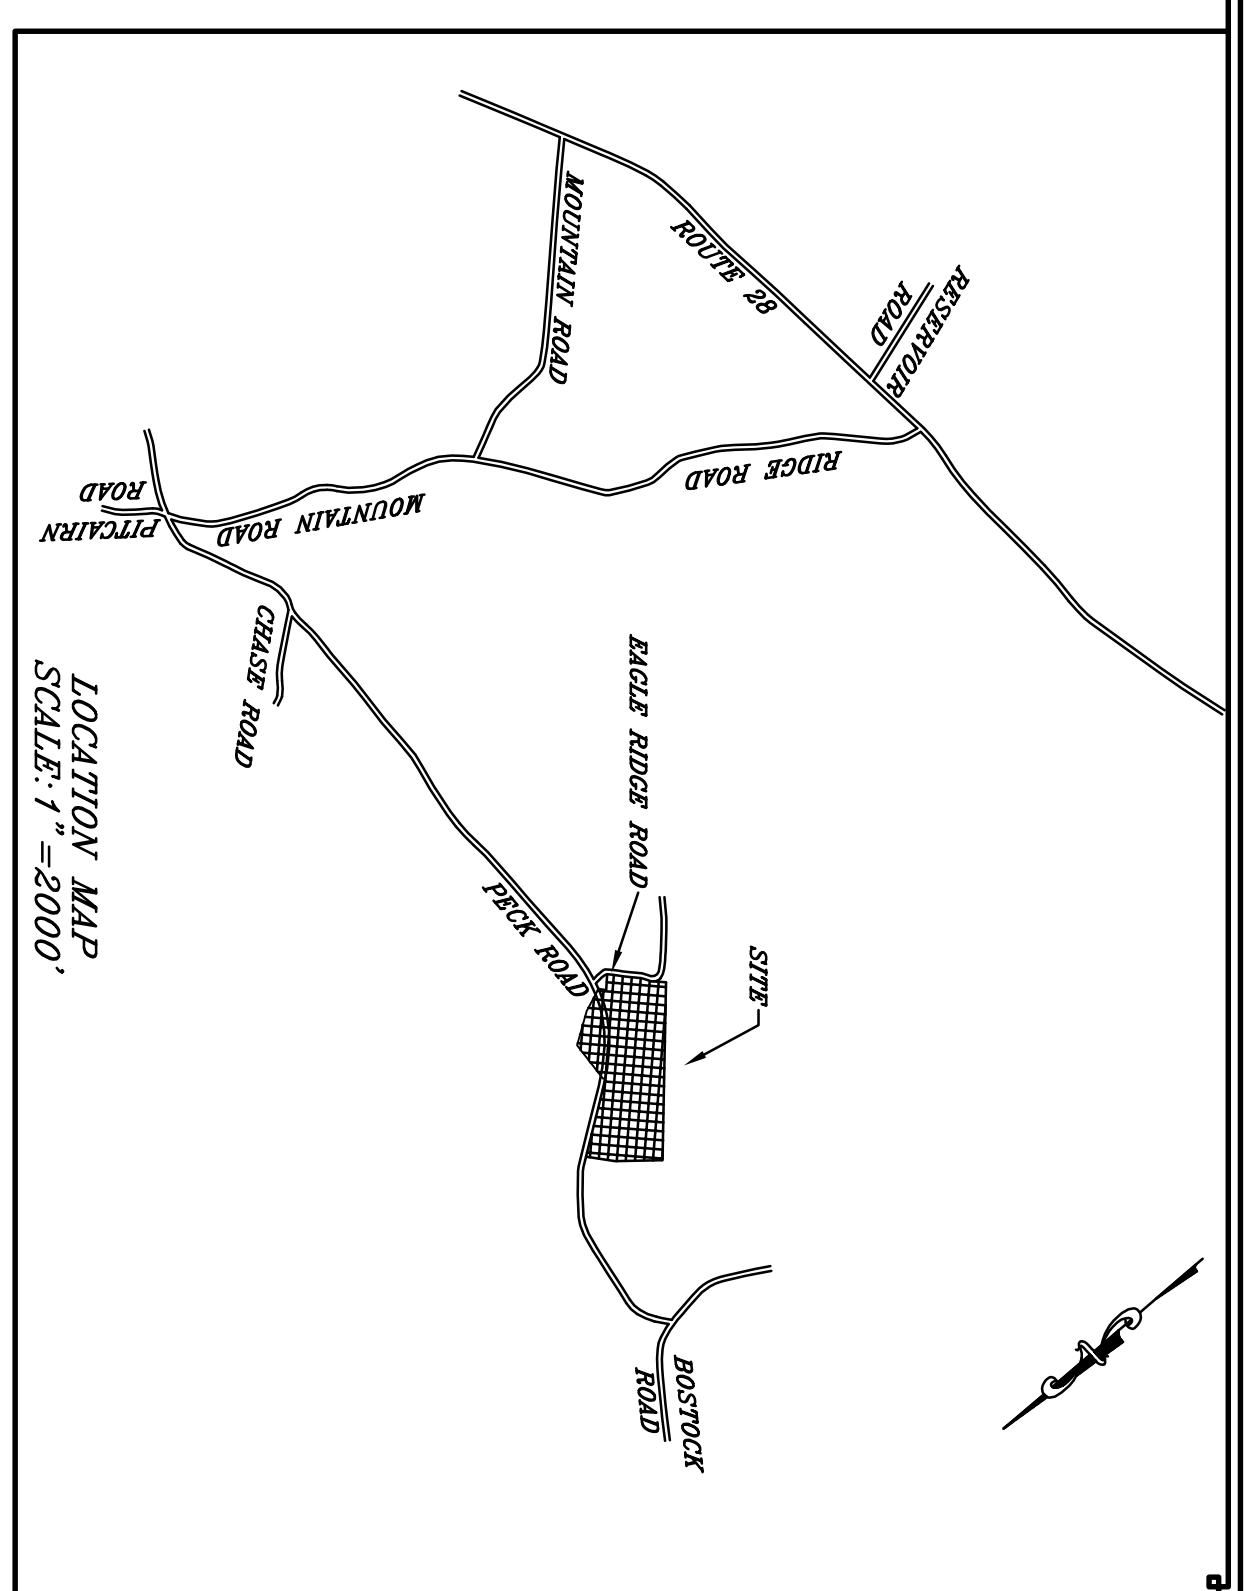 RESERVOIR
ROAD
ROUTE 28
MOUNTAIN ROAD
RIDGE ROAD
MOUNTAIN ROAD
PITCAIRN
ROAD
CHASE ROAD
EAGLE RIDGE ROAD
SITE
PECK ROAD
BOSTOCK
ROAD
LOCATION MAP
SCALE: 1"=2000'